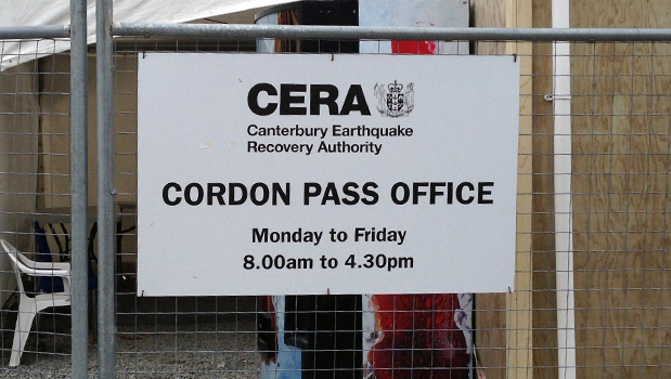 CERA
Canterbury Earthquake
Recovery Authority
CORDON PASS OFFICE
Monday to Friday
8.00am to 4.30pm